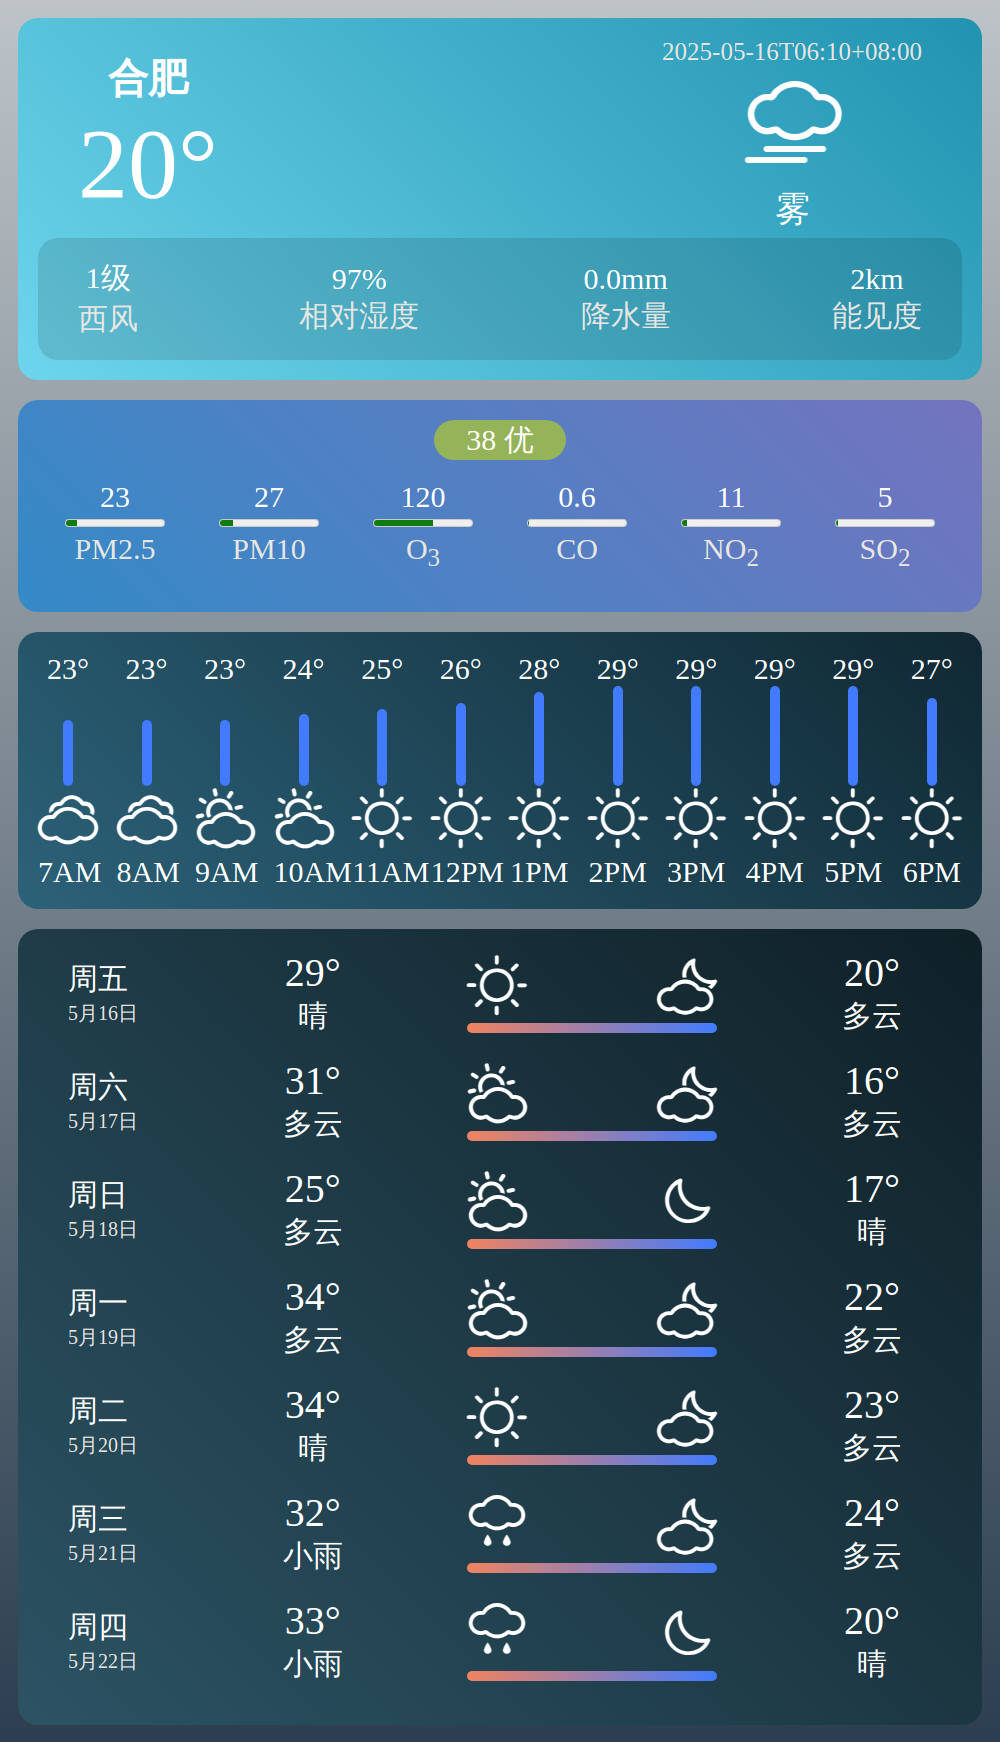 合肥
20°
2025-05-16T06:10+08:00
雾
1级 97% 0.0mm 2km
西风 相对湿度 降水量 能见度
38 优
23 27 120 0.6 11 5
PM2.5 PM10 O3 CO NO2 SO2
23° 23° 23° 24° 25° 26° 28° 29° 29° 29° 29° 27°
7AM 8AM 9AM 10AM 11AM 12PM 1PM 2PM 3PM 4PM 5PM 6PM
周五 29° 20°
5月16日 晴 多云
周六 31° 16°
5月17日 多云 多云
周日 25° 17°
5月18日 多云 晴
周一 34° 22°
5月19日 多云 多云
周二 34° 23°
5月20日 晴 多云
周三 32° 24°
5月21日 小雨 多云
周四 33° 20°
5月22日 小雨 晴